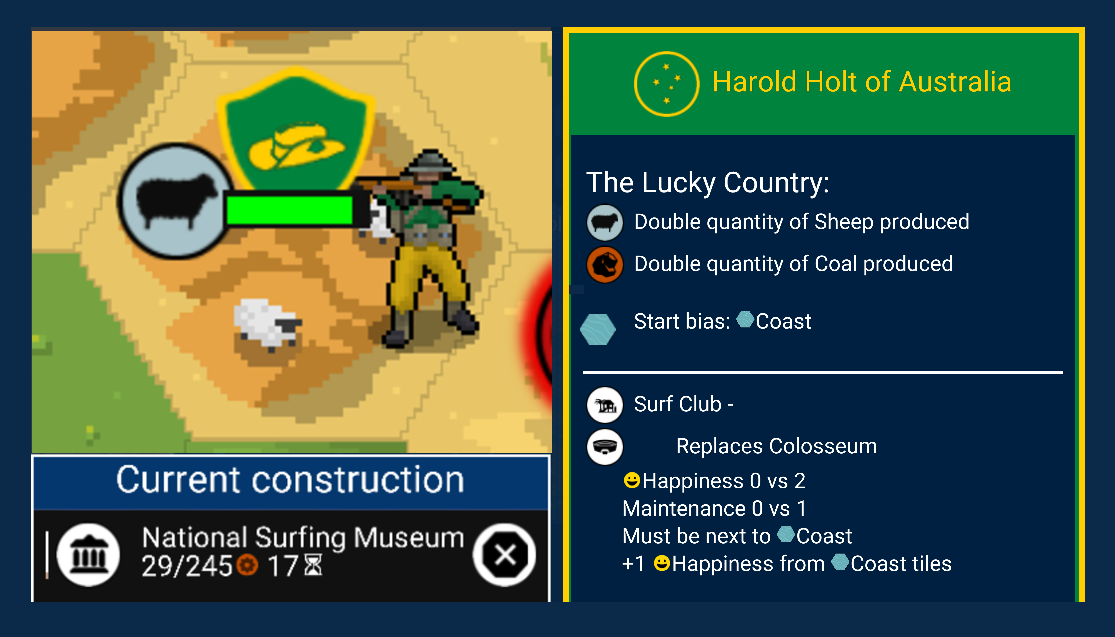 Current construction
National Surfing Museum
29/245 17
Harold Holt of Australia
The Lucky Country:
Double quantity of Sheep produced
Double quantity of Coal produced
Start bias: Coast
Surf Club -
Replaces Colosseum
Happiness 0 vs 2
Maintenance 0 vs 1
Must be next to Coast
+1 Happiness from Coast tiles